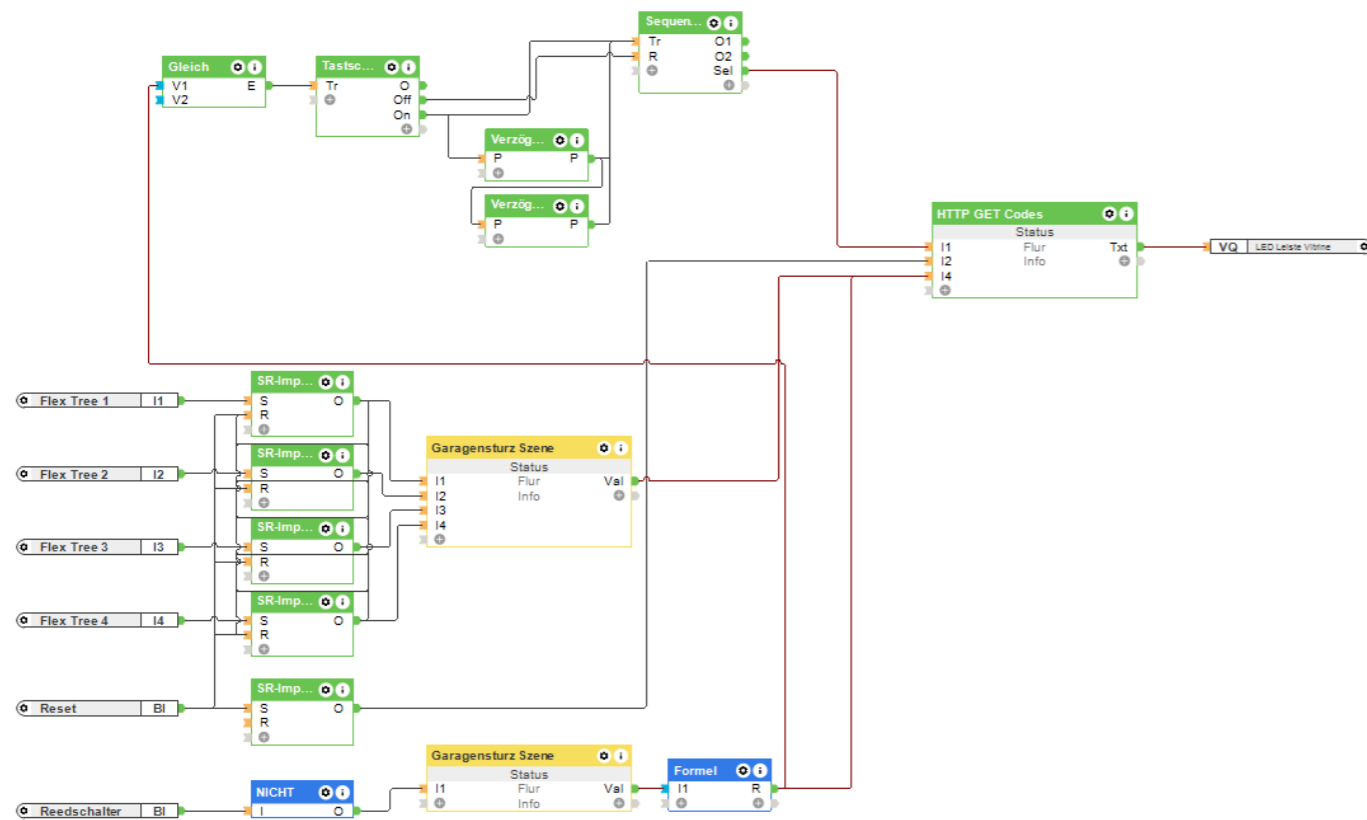 Sequen...
Tr O1
R O2
Sel
Gleich
V1 E
V2
Tastsc...
Tr O
Off
On
Verzög...
P P
Verzög...
P P
HTTP GET Codes
Status
I1 Flur Txt
I2 Info
I4
VQ LED Leiste Vitrine
Flex Tree 1 I1
SR-Imp...
S O
R
Flex Tree 2 I2
SR-Imp...
S O
R
Flex Tree 3 I3
SR-Imp...
S O
R
Flex Tree 4 I4
SR-Imp...
S O
R
Garagensturz Szene
Status
I1 Flur Val
I2 Info
I3
I4
Reset BI
SR-Imp...
S O
R
Reedschalter BI
NICHT
I O
Garagensturz Szene
Status
I1 Flur Val
Info
Formel
I1 R